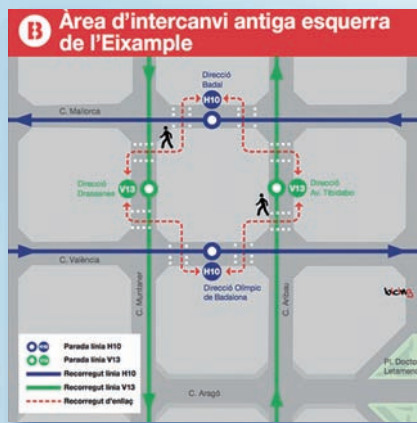 B
Àrea d'intercanvi antiga esquerra
de l'Eixample
Direcció
Badal
H10
C. Mallorca
Direcció
Drassanes
V13
V13
Direcció
Av. Tibidabo
C. València
H10
Direcció Olímpic
de Badalona
C. Muntaner
C. Aribau
bicing
Pl. Doctor
Letamendi
C. Aragó
Parada línia H10
Parada línia V13
Recorregut línia H10
Recorregut línia V13
Recorregut d'enllaç